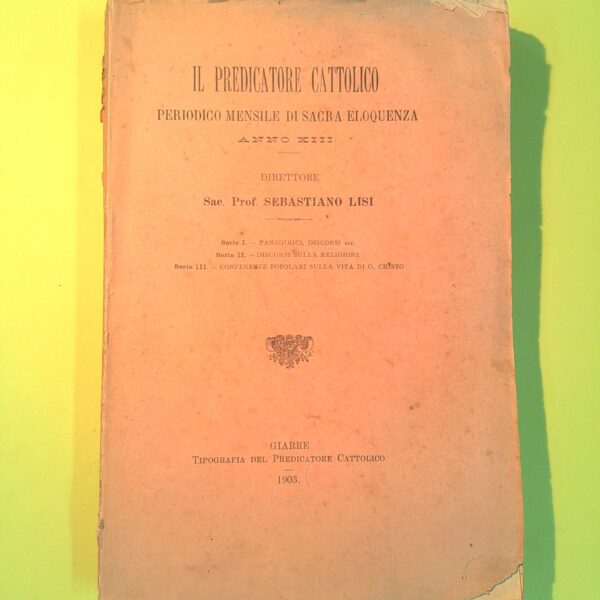 IL PREDICATORE CATTOLICO
PERIODICO MENSILE DI SACRA ELOQUENZA
ANNO XIII.
DIRETTORE
Sac. Prof. SEBASTIANO LISI
Serie I. – PANEGIRICI, DISCORSI ecc.
Serie II. – DISCORSI SULLA RELIGIONE.
Serie III. – CONFERENZE POPOLARI SULLA VITA DI G. CRISTO
GIARRE
TIPOGRAFIA DEL PREDICATORE CATTOLICO
1903.